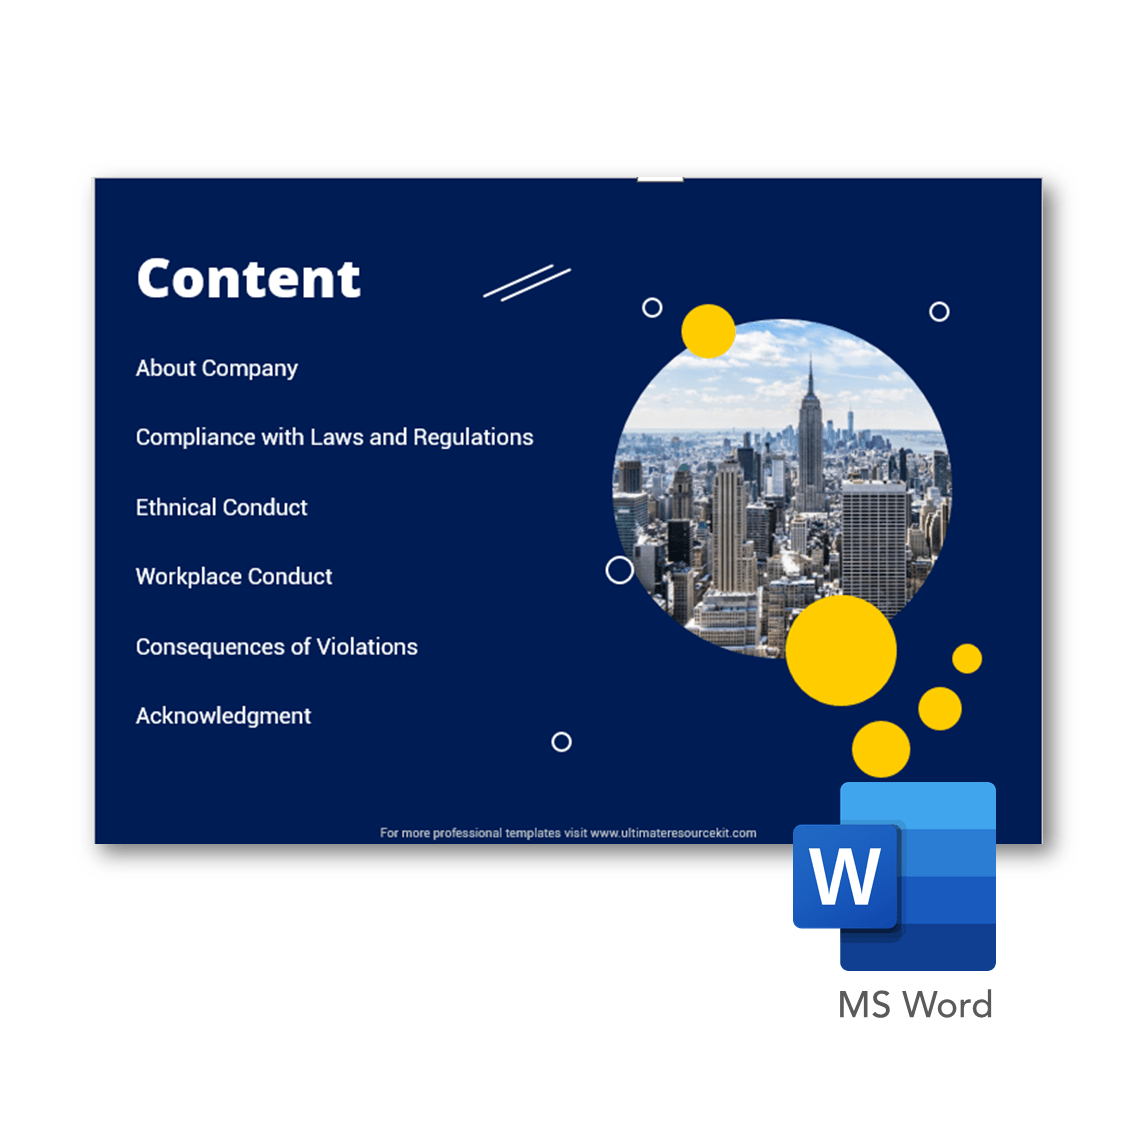 Content
About Company
Compliance with Laws and Regulations
Ethnical Conduct
Workplace Conduct
Consequences of Violations
Acknowledgment
For more professional templates visit www.ultimateresourcekit.com
W
MS Word